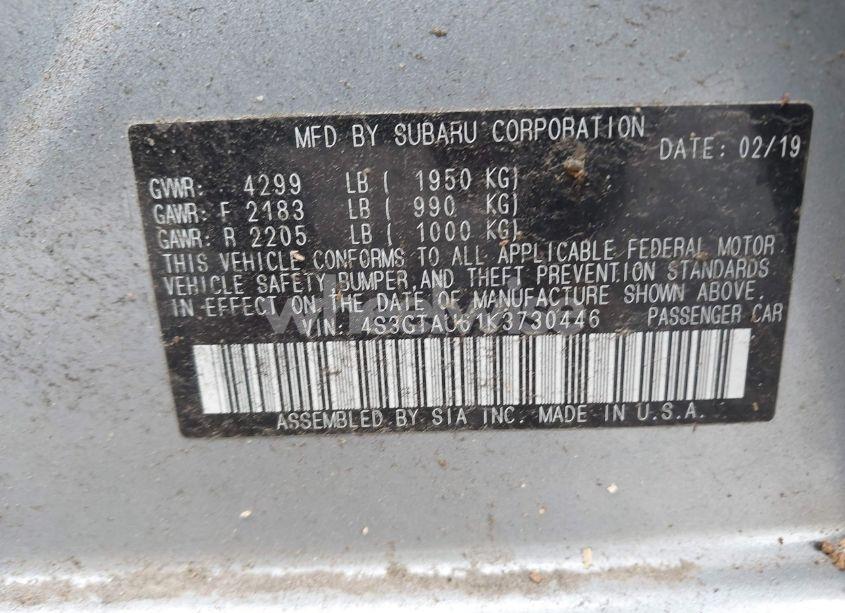 MFD BY SUBARU CORPORATION DATE: 02/19
GVWR: 4299 LB ( 1950 KG)
GAWR: F 2183 LB ( 990 KG)
GAWR: R 2205 LB ( 1000 KG)
THIS VEHICLE CONFORMS TO ALL APPLICABLE FEDERAL MOTOR
VEHICLE SAFETY, BUMPER, AND THEFT PREVENTION STANDARDS
IN EFFECT ON THE DATE OF MANUFACTURE SHOWN ABOVE.
VIN: 4S3GTAU61K3730446 PASSENGER CAR
ASSEMBLED BY SIA INC. MADE IN U.S.A.